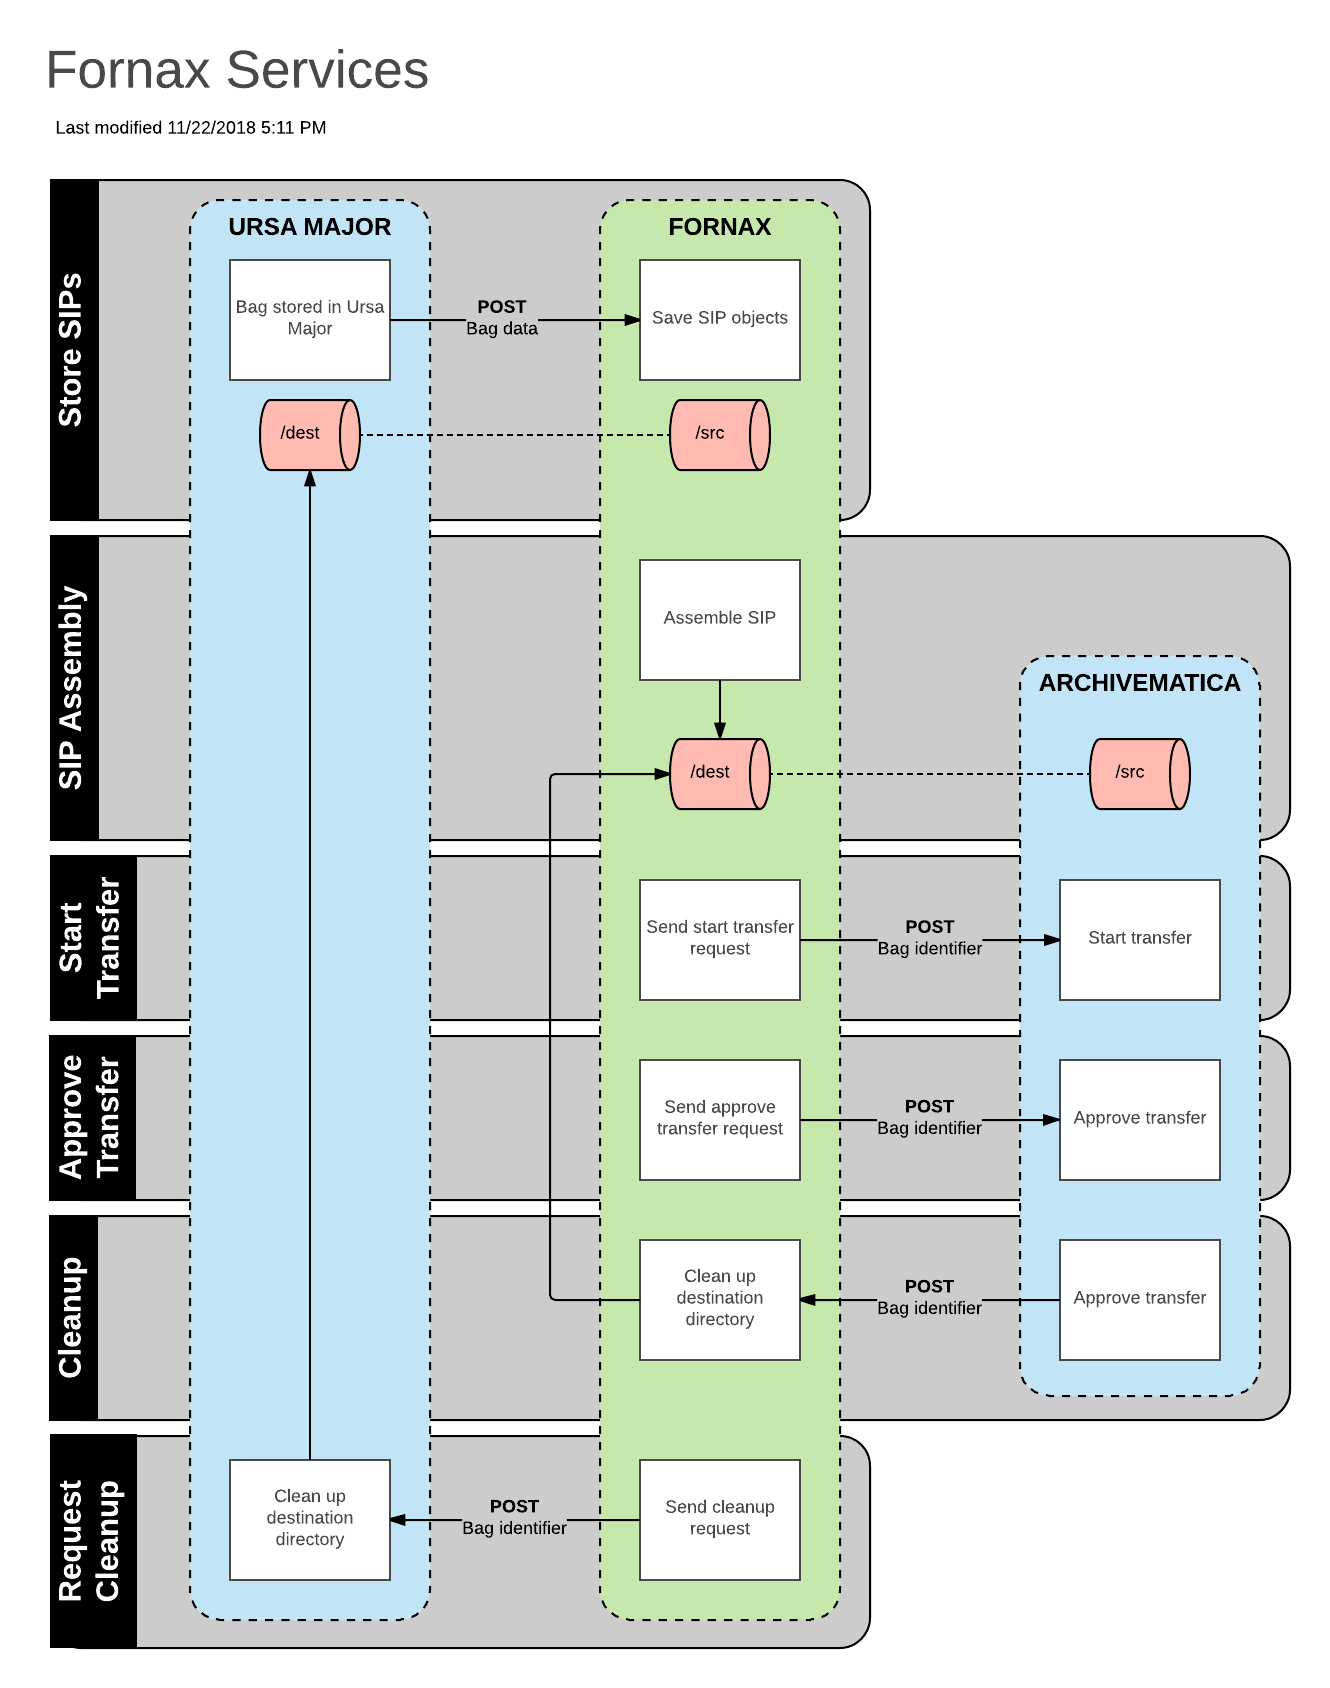 Fornax Services
Last modified 11/22/2018 5:11 PM
Store SIPs
URSA MAJOR
FORNAX
Bag stored in Ursa
Major
POST
Bag data
Save SIP objects
/dest
/src
SIP Assembly
Assemble SIP
ARCHIVEMATICA
/dest
/src
Start
Transfer
Send start transfer
request
POST
Bag identifier
Start transfer
Approve
Transfer
Send approve
transfer request
POST
Bag identifier
Approve transfer
Cleanup
Clean up
destination
directory
POST
Bag identifier
Approve transfer
Request
Cleanup
Clean up
destination
directory
POST
Bag identifier
Send cleanup
request